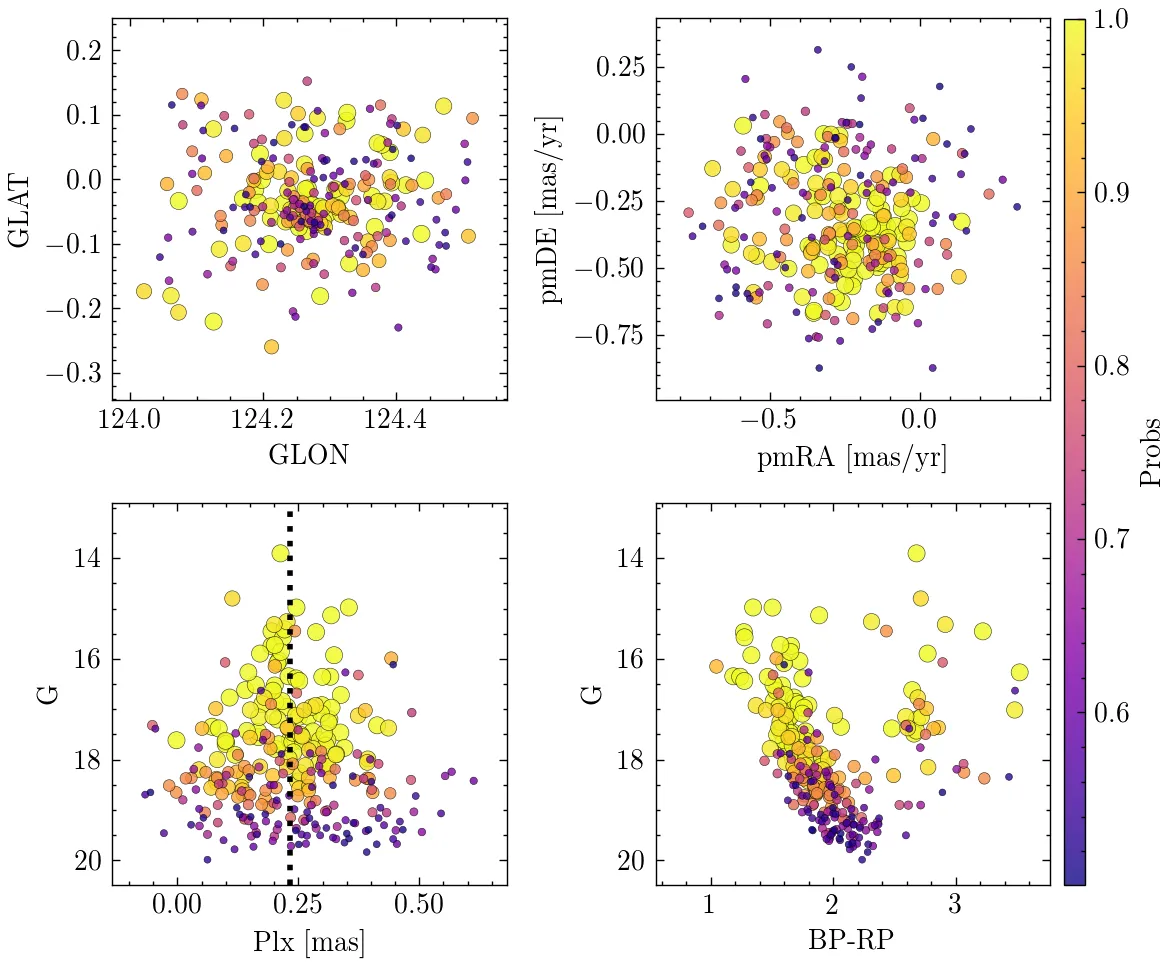 0.2
0.1
0.0
−0.1
−0.2
−0.3
GLAT
124.0 124.2 124.4
GLON
0.25
0.00
−0.25
−0.50
−0.75
pmDE [mas/yr]
−0.5 0.0
pmRA [mas/yr]
14
16
18
20
G
0.00 0.25 0.50
Plx [mas]
14
16
18
20
G
1 2 3
BP-RP
1.0
0.9
0.8
0.7
0.6
Probs